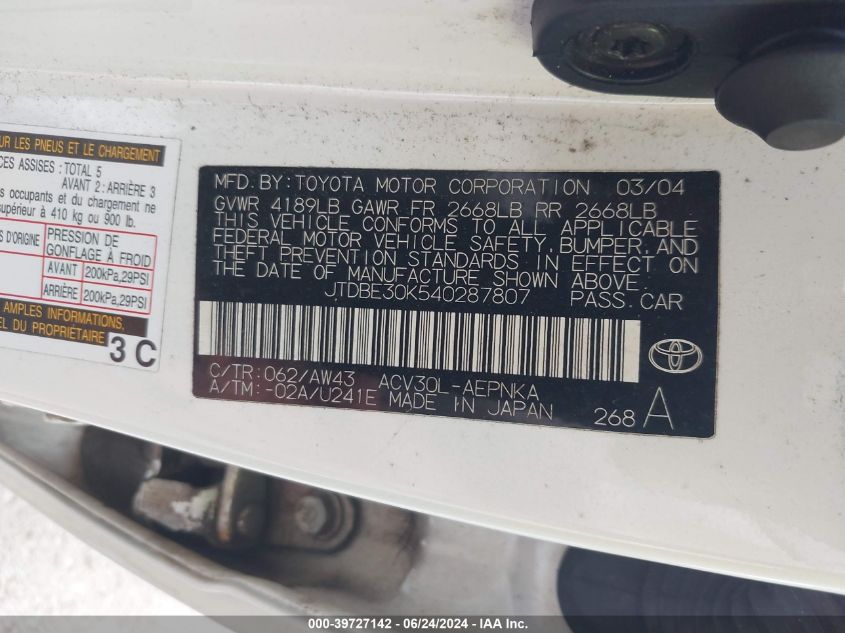 UR LES PNEUS ET LE CHARGEMENT
CES ASSISES : TOTAL 5
AVANT 2 : ARRIÈRE 3
occupants et du chargement ne
supérieur à 410 kg ou 900 lb.
S D'ORIGINE
PRESSION DE
GONFLAGE À FROID
AVANT 200kPa,29PSI
ARRIÈRE 200kPa,29PSI
AMPLES INFORMATIONS,
EL DU PROPRIÉTAIRE
3 C
MFD. BY: TOYOTA MOTOR CORPORATION 03/04
GVWR 4189LB GAWR FR 2668LB RR 2668LB
THIS VEHICLE CONFORMS TO ALL APPLICABLE
FEDERAL MOTOR VEHICLE SAFETY, BUMPER, AND
THEFT PREVENTION STANDARDS IN EFFECT ON
THE DATE OF MANUFACTURE SHOWN ABOVE.
JTDBE30K540287807 PASS. CAR
C/TR: 062/AW43 ACV30L-AEPNKA
A/TM: -02A/U241E MADE IN JAPAN
268 A
000-39727142 - 06/24/2024 - IAA Inc.